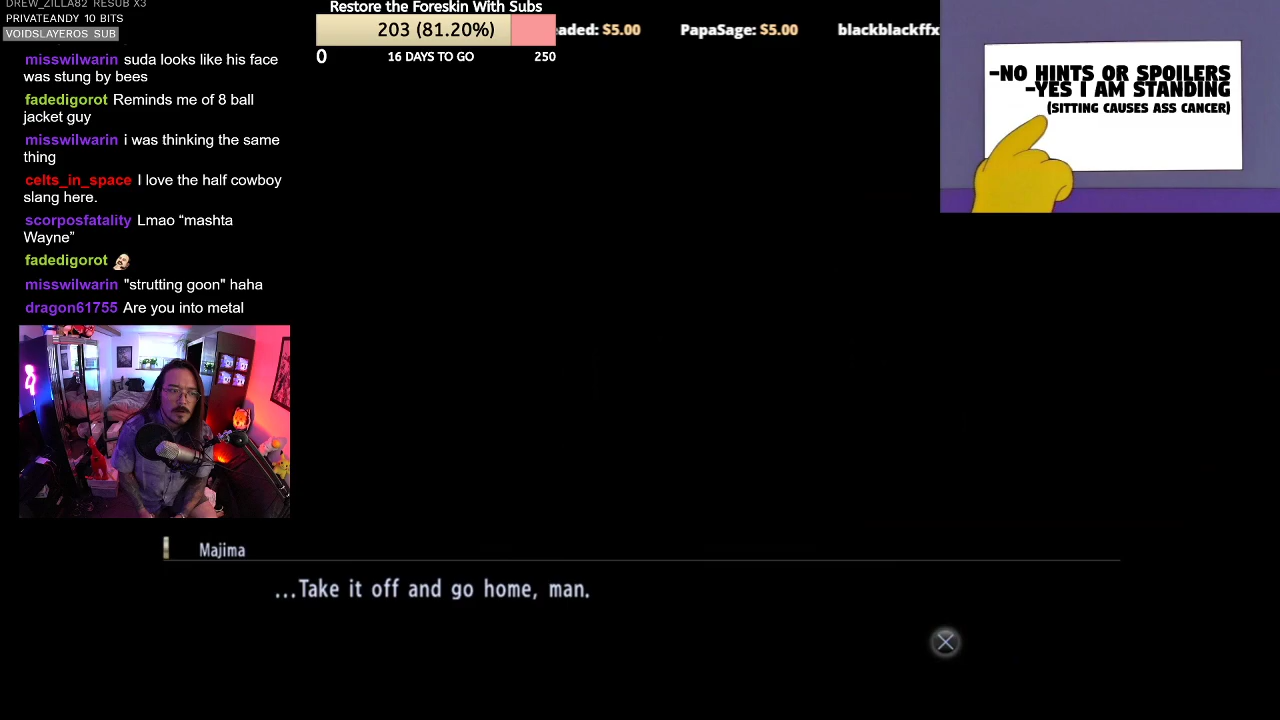 DREW_ZILLA82 RESUB X3
PRIVATEANDY 10 BITS
VOIDSLAYEROS SUB
misswilwarin suda looks like his face
was stung by bees
fadedigorot Reminds me of 8 ball
jacket guy
misswilwarin i was thinking the same
thing
celts_in_space I love the half cowboy
slang here.
scorposfatality Lmao “mashta
Wayne”
fadedigorot
misswilwarin "strutting goon" haha
dragon61755 Are you into metal
Restore the Foreskin With Subs
203 (81.20%)
0 16 DAYS TO GO 250
eaded: $5.00 PapaSage: $5.00 blackblackffx
-NO HINTS OR SPOILERS
-YES I AM STANDING
(SITTING CAUSES ASS CANCER)
Majima
...Take it off and go home, man.